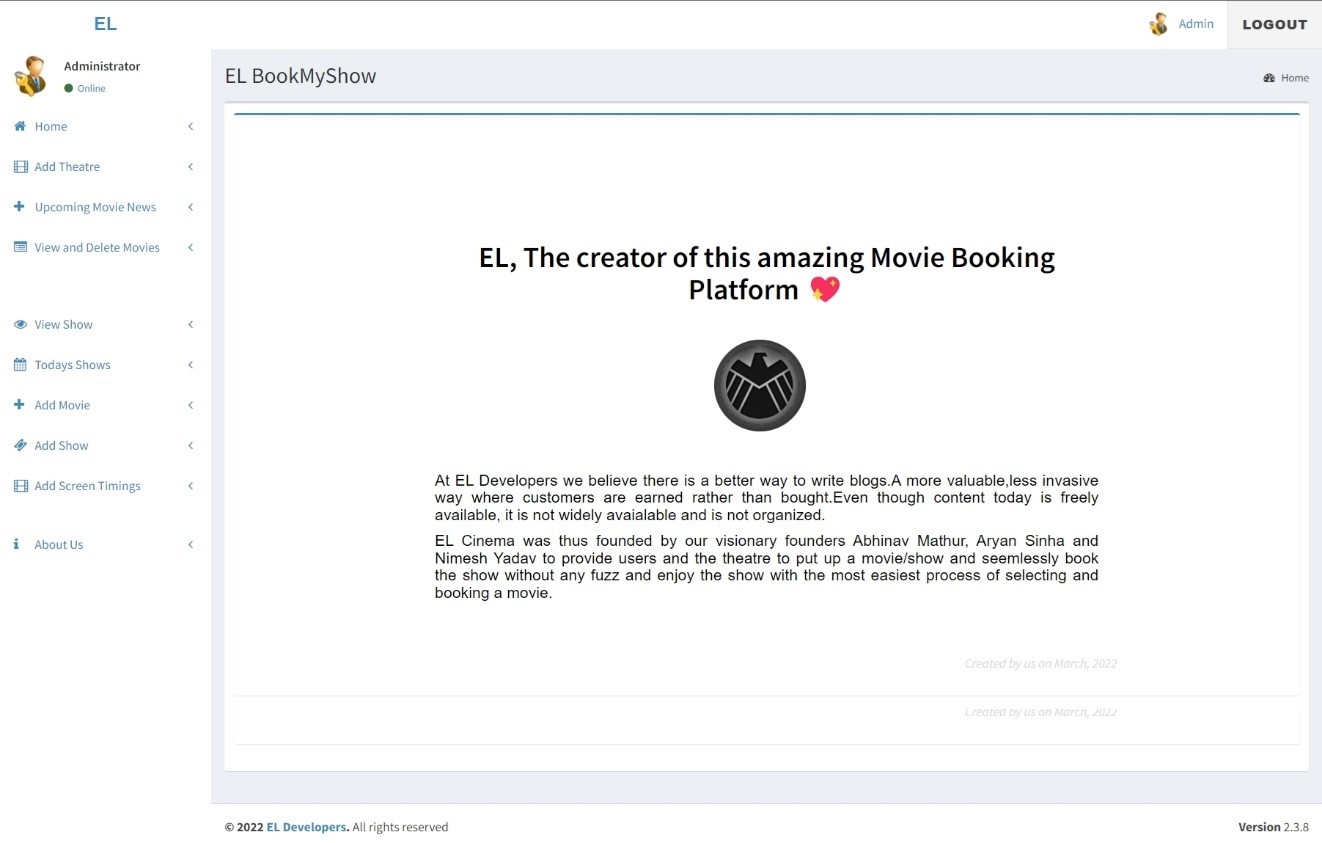 EL
Admin
LOGOUT
Administrator
Online
EL BookMyShow
Home
Home
Add Theatre
Upcoming Movie News
View and Delete Movies
View Show
Todays Shows
Add Movie
Add Show
Add Screen Timings
About Us
EL, The creator of this amazing Movie Booking
Platform 💖
At EL Developers we believe there is a better way to write blogs.A more valuable,less invasive
way where customers are earned rather than bought.Even though content today is freely
available, it is not widely avaialable and is not organized.
EL Cinema was thus founded by our visionary founders Abhinav Mathur, Aryan Sinha and
Nimesh Yadav to provide users and the theatre to put up a movie/show and seemlessly book
the show without any fuzz and enjoy the show with the most easiest process of selecting and
booking a movie.
Created by us on March, 2022
Created by us on March, 2022
© 2022 EL Developers. All rights reserved
Version 2.3.8